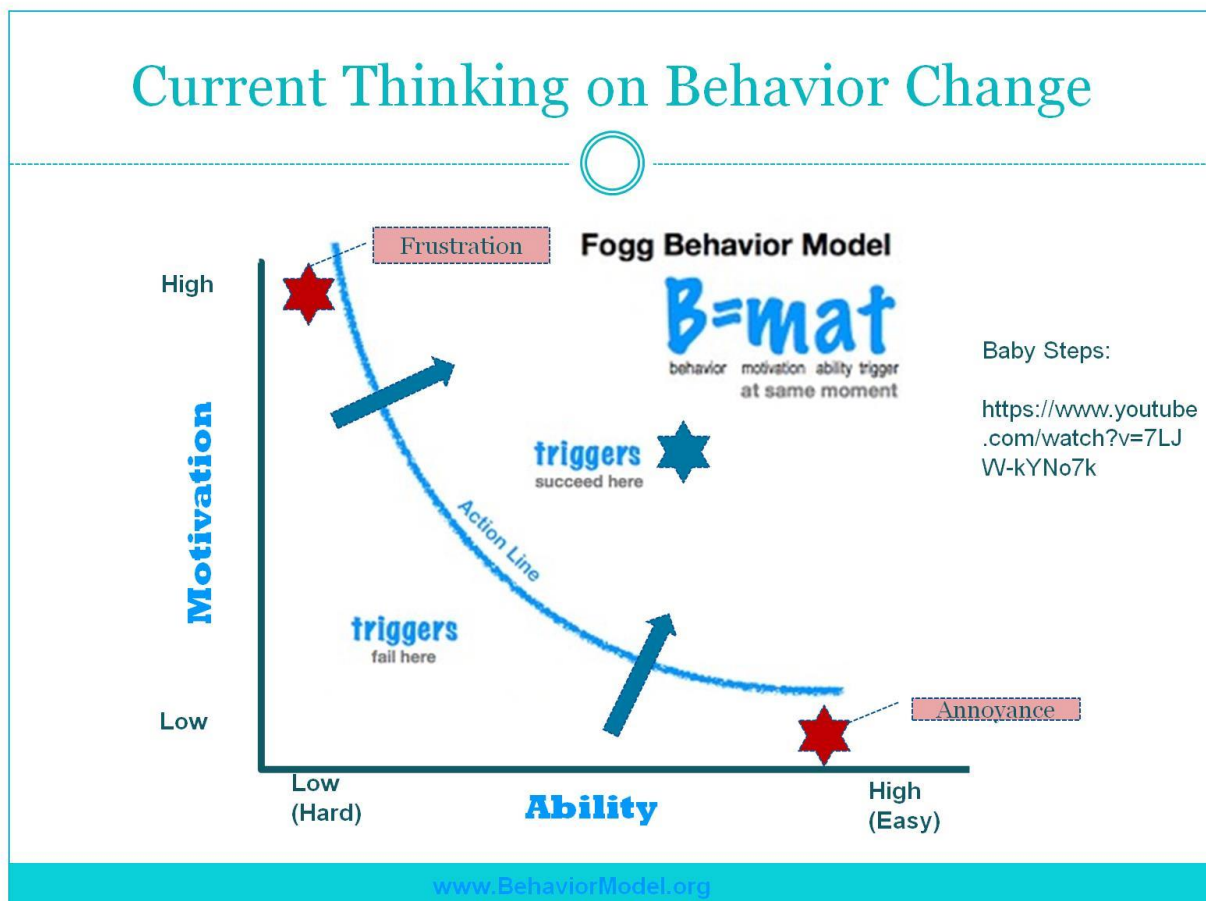 Current Thinking on Behavior Change
Frustration
Fogg Behavior Model
B=mat
behavior motivation ability trigger
at same moment
High
Baby Steps:
https://www.youtube
.com/watch?v=7LJ
W-kYNo7k
Motivation
triggers
succeed here
Action Line
triggers
fail here
Low
Annoyance
Low
(Hard)
Ability
High
(Easy)
www.BehaviorModel.org